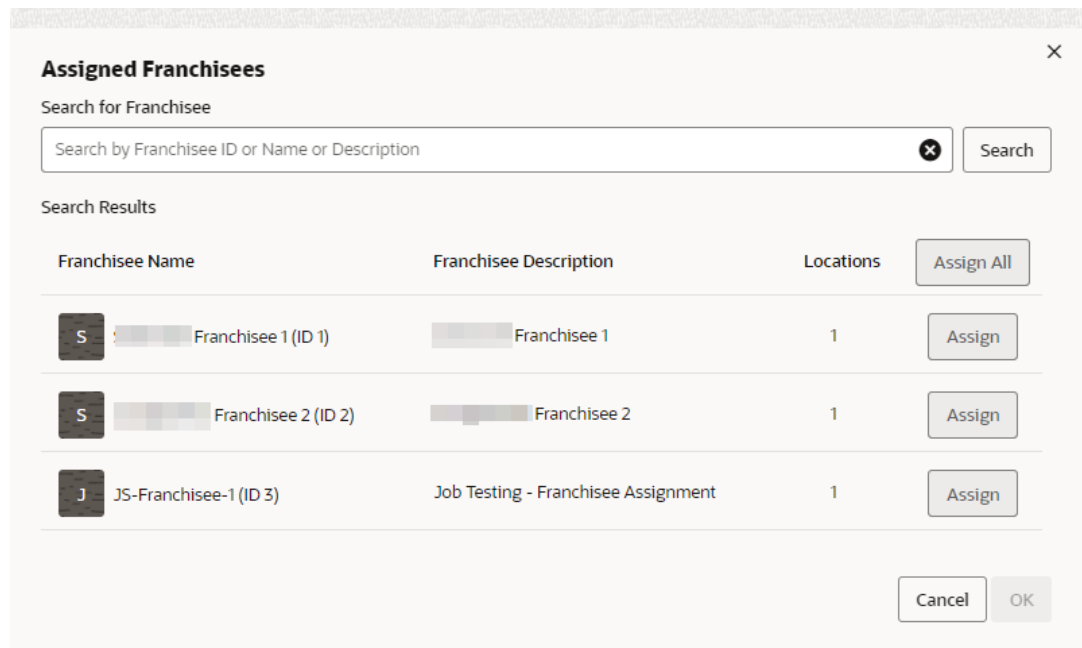 Assigned Franchisees
Search for Franchisee
Search by Franchisee ID or Name or Description Search
Search Results
Franchisee Name Franchisee Description Locations Assign All
S Franchisee 1 (ID 1) Franchisee 1 1 Assign
S Franchisee 2 (ID 2) Franchisee 2 1 Assign
J JS-Franchisee-1 (ID 3) Job Testing - Franchisee Assignment 1 Assign
Cancel OK